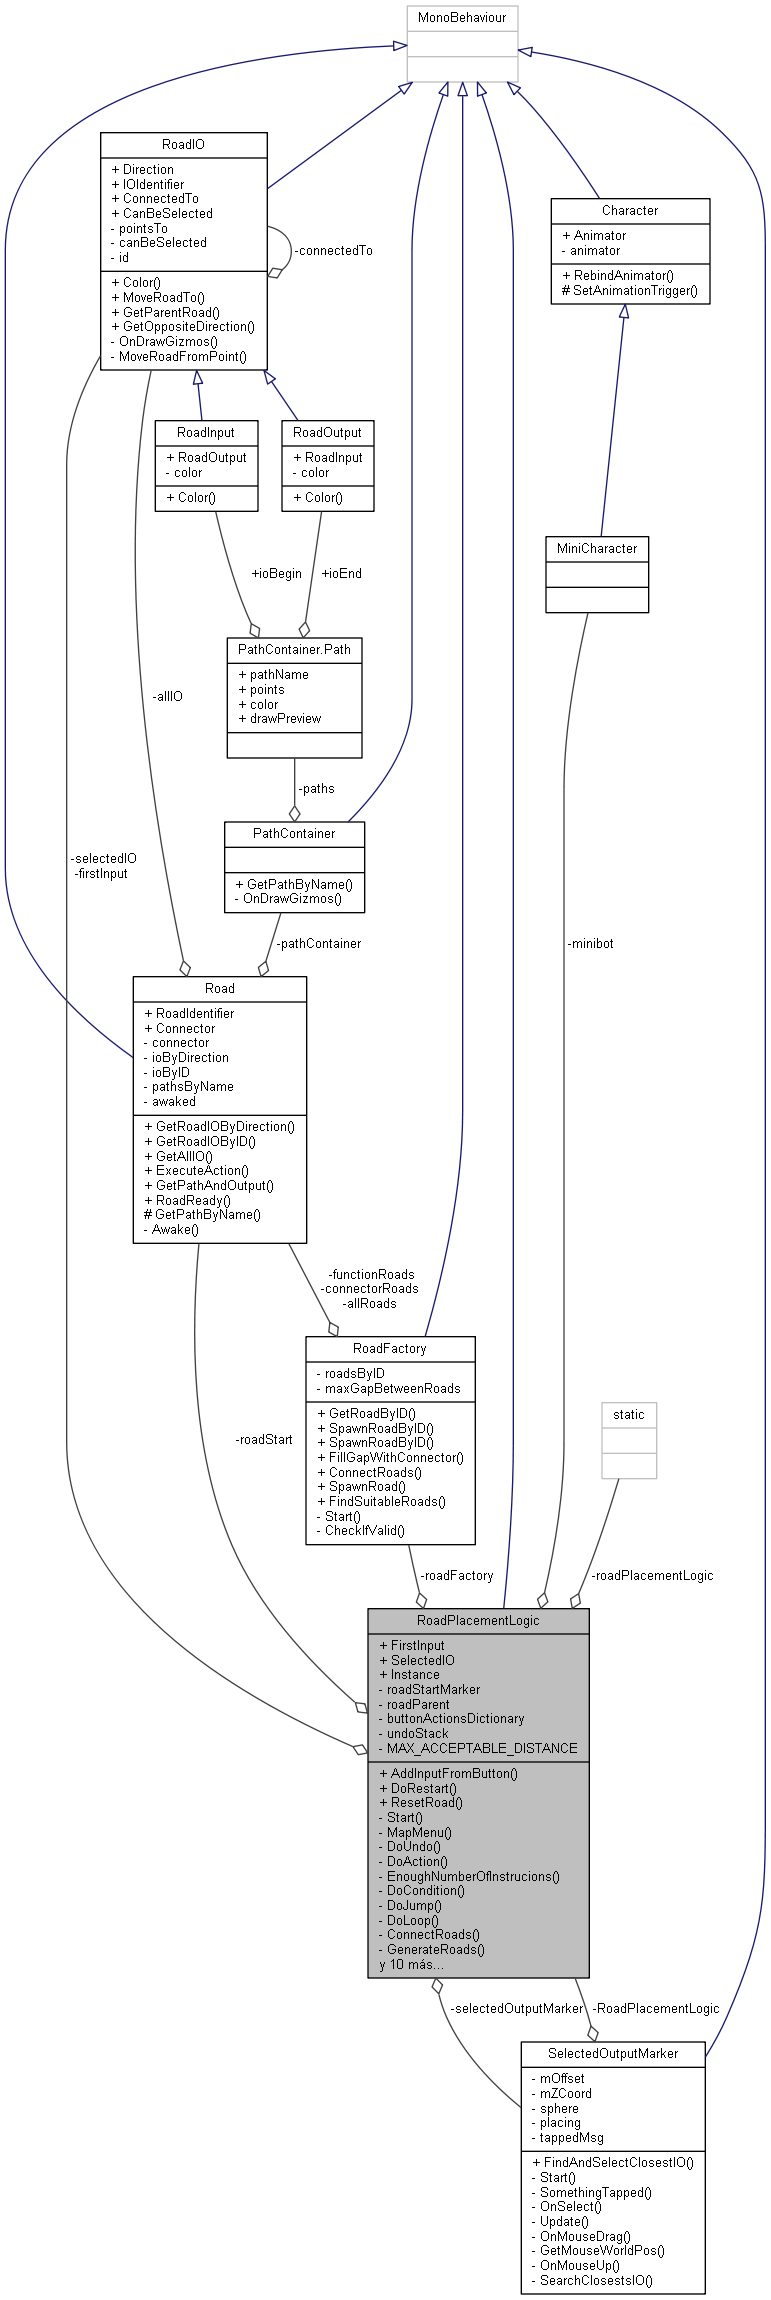 MonoBehaviour
RoadIO
+ Direction
+ IOIdentifier
+ ConnectedTo
+ CanBeSelected
- pointsTo
- canBeSelected
- id
+ Color()
+ MoveRoadTo()
+ GetParentRoad()
+ GetOppositeDirection()
- OnDrawGizmos()
- MoveRoadFromPoint()
-connectedTo
Character
+ Animator
- animator
+ RebindAnimator()
# SetAnimationTrigger()
RoadInput
+ RoadOutput
- color
+ Color()
RoadOutput
+ RoadInput
- color
+ Color()
MiniCharacter
+ioBegin
+ioEnd
PathContainer.Path
+ pathName
+ points
+ color
+ drawPreview
-allIO
-paths
PathContainer
+ GetPathByName()
- OnDrawGizmos()
-selectedIO
-firstInput
-pathContainer
-minibot
Road
+ RoadIdentifier
+ Connector
- connector
- ioByDirection
- ioByID
- pathsByName
- awaked
+ GetRoadIOByDirection()
+ GetRoadIOByID()
+ GetAllIO()
+ ExecuteAction()
+ GetPathAndOutput()
+ RoadReady()
# GetPathByName()
- Awake()
-functionRoads
-connectorRoads
-allRoads
RoadFactory
- roadsByID
- maxGapBetweenRoads
+ GetRoadByID()
+ SpawnRoadByID()
+ SpawnRoadByID()
+ FillGapWithConnector()
+ ConnectRoads()
+ SpawnRoad()
+ FindSuitableRoads()
- Start()
- CheckIfValid()
static
-roadStart
-roadFactory
-roadPlacementLogic
RoadPlacementLogic
+ FirstInput
+ SelectedIO
+ Instance
- roadStartMarker
- roadParent
- buttonActionsDictionary
- undoStack
- MAX_ACCEPTABLE_DISTANCE
+ AddInputFromButton()
+ DoRestart()
+ ResetRoad()
- Start()
- MapMenu()
- DoUndo()
- DoAction()
- EnoughNumberOfInstrucions()
- DoCondition()
- DoJump()
- DoLoop()
- ConnectRoads()
- GenerateRoads()
y 10 más...
-selectedOutputMarker
-RoadPlacementLogic
SelectedOutputMarker
- mOffset
- mZCoord
- sphere
- placing
- tappedMsg
+ FindAndSelectClosestIO()
- Start()
- SomethingTapped()
- OnSelect()
- Update()
- OnMouseDrag()
- GetMouseWorldPos()
- OnMouseUp()
- SearchClosestsIO()